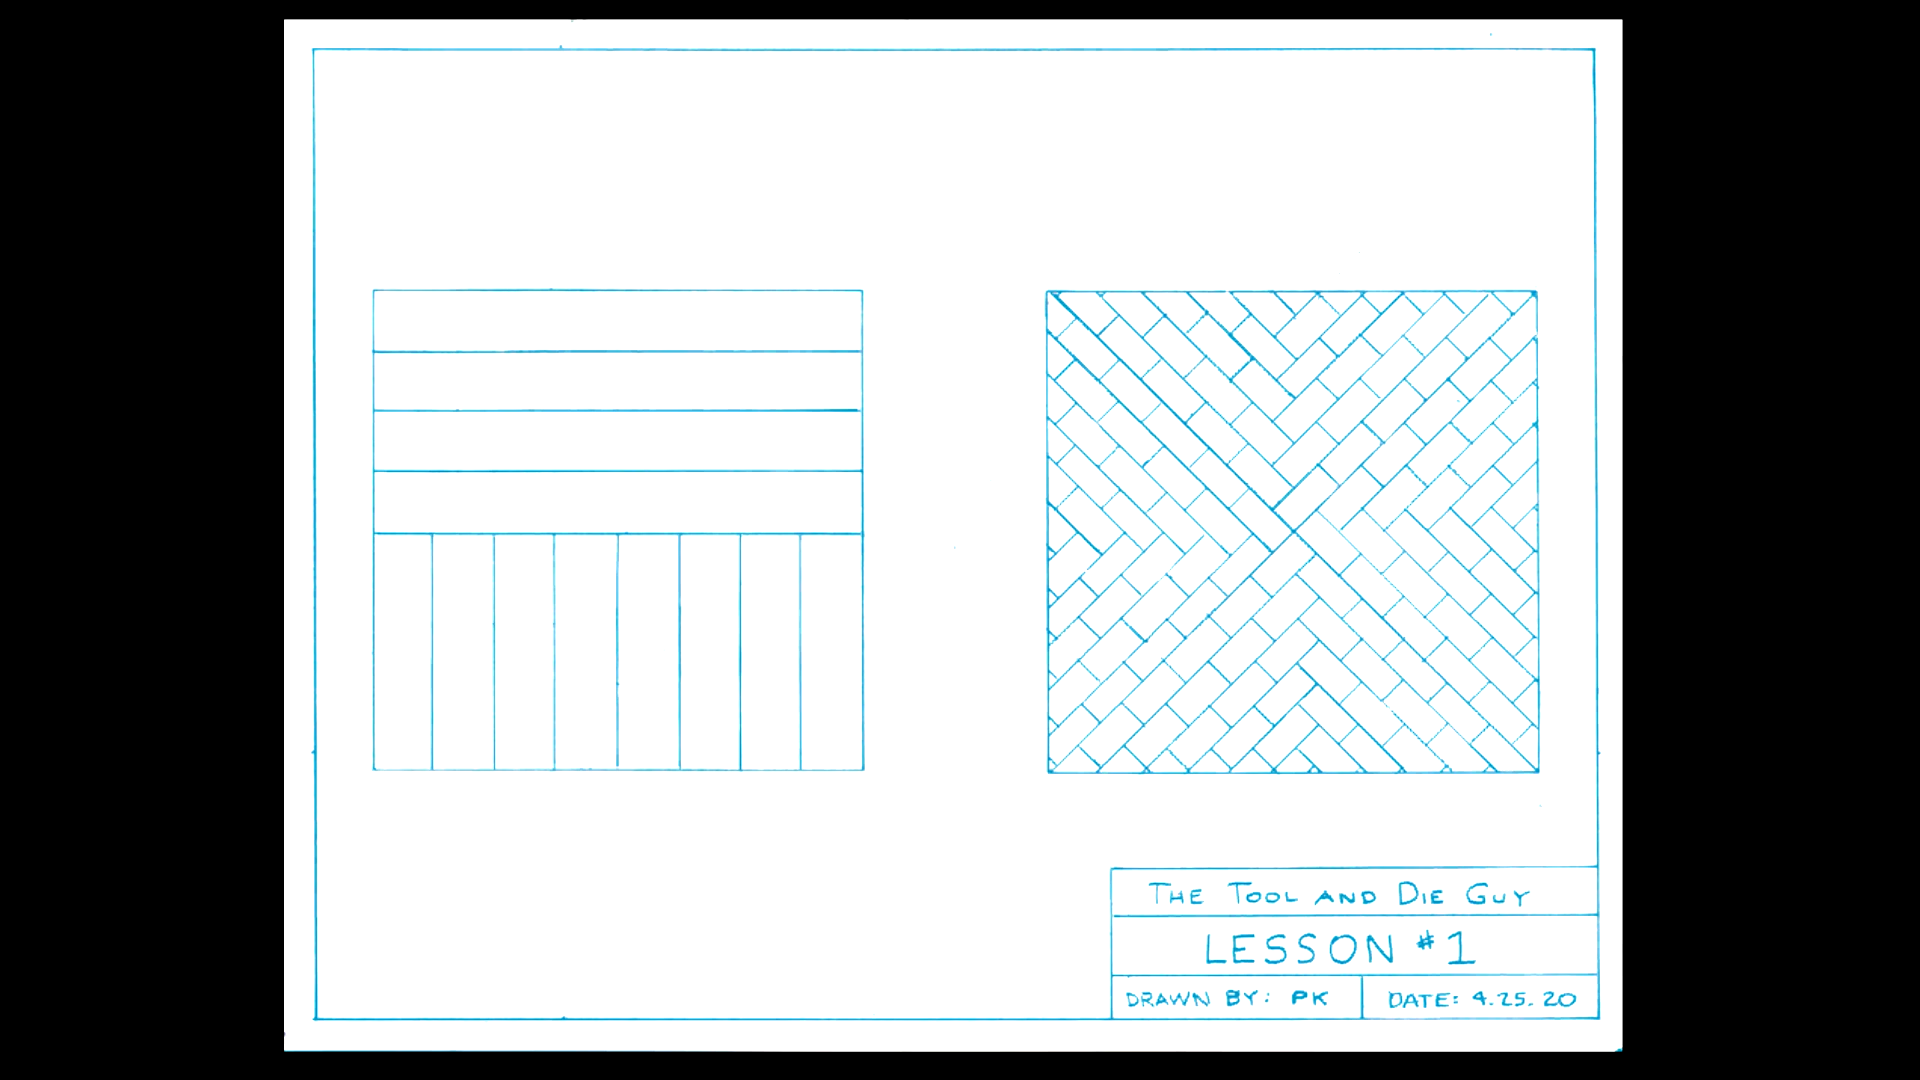 THE TOOL AND DIE GUY
LESSON #1
DRAWN BY: PK
DATE: 4.25.20